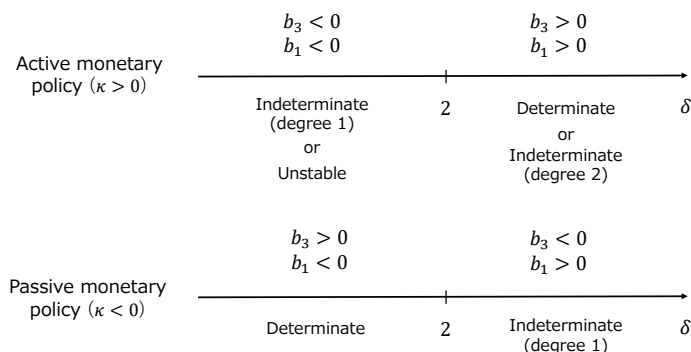 b₃ < 0
b₁ < 0
b₃ > 0
b₁ > 0
Active monetary
policy (κ > 0)
Indeterminate
(degree 1)
or
Unstable
2
Determinate
or
Indeterminate
(degree 2)
δ
b₃ > 0
b₁ < 0
b₃ < 0
b₁ > 0
Passive monetary
policy (κ < 0)
Determinate
2
Indeterminate
(degree 1)
δ